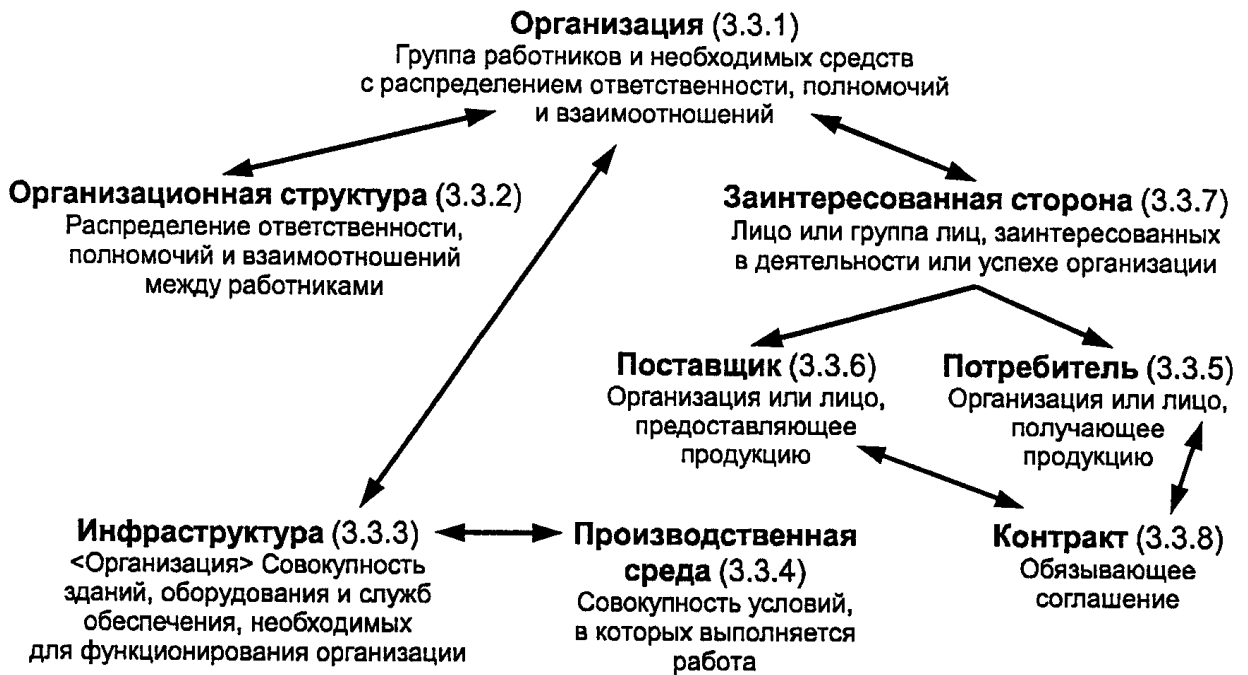 Организация (3.3.1)
Группа работников и необходимых средств
с распределением ответственности, полномочий
и взаимоотношений
Организационная структура (3.3.2)
Распределение ответственности,
полномочий и взаимоотношений
между работниками
Заинтересованная сторона (3.3.7)
Лицо или группа лиц, заинтересованных
в деятельности или успехе организации
Поставщик (3.3.6)
Организация или лицо,
предоставляющее
продукцию
Потребитель (3.3.5)
Организация или лицо,
получающее
продукцию
Инфраструктура (3.3.3)
<Организация> Совокупность
зданий, оборудования и служб
обеспечения, необходимых
для функционирования организации
Производственная
среда (3.3.4)
Совокупность условий,
в которых выполняется
работа
Контракт (3.3.8)
Обязывающее
соглашение